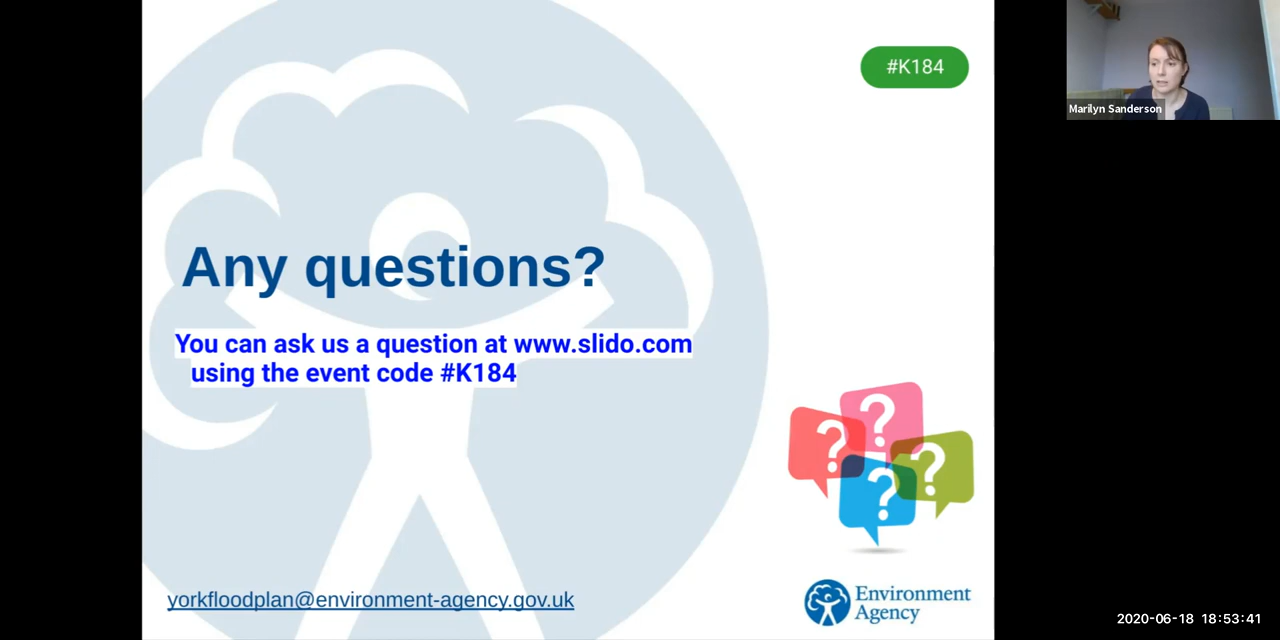 #K184
Marilyn Sanderson
Any questions?
You can ask us a question at www.slido.com
using the event code #K184
? ? ? ?
yorkfloodplan@environment-agency.gov.uk
Environment
Agency
2020-06-18 18:53:41